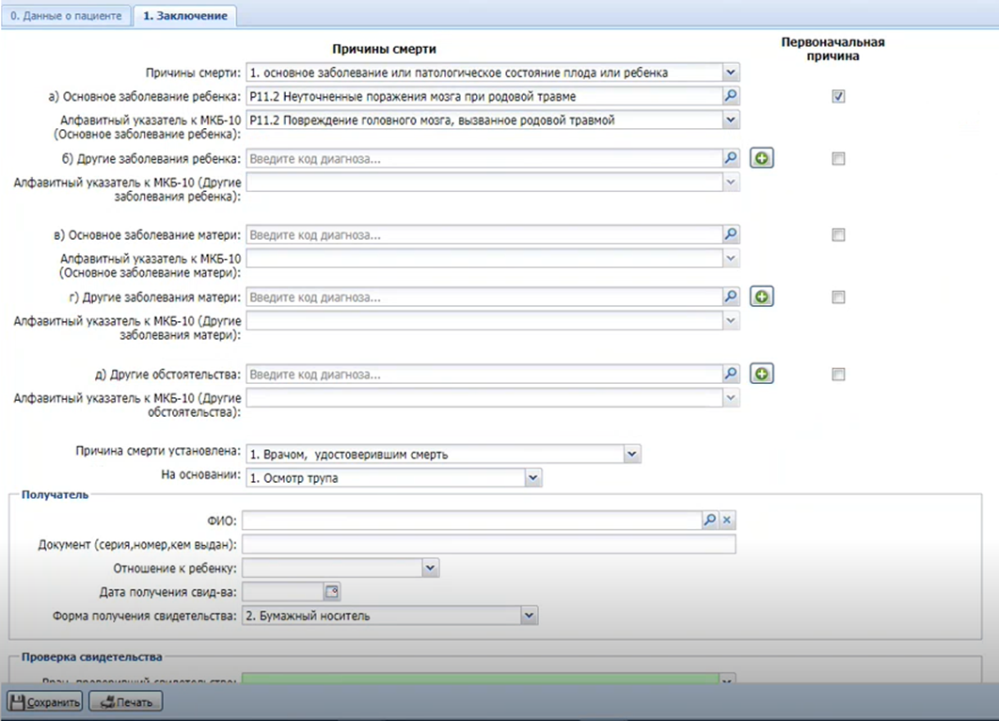 0. Данные о пациенте
1. Заключение
Причины смерти
Первоначальная
причина
Причины смерти: 1. основное заболевание или патологическое состояние плода или ребенка
а) Основное заболевание ребенка: P11.2 Неуточненные поражения мозга при родовой травме
Алфавитный указатель к МКБ-10 P11.2 Повреждение головного мозга, вызванное родовой травмой
(Основное заболевание ребенка):
б) Другие заболевания ребенка: Введите код диагноза...
Алфавитный указатель к МКБ-10 (Другие
заболевания ребенка):
в) Основное заболевание матери: Введите код диагноза...
Алфавитный указатель к МКБ-10
(Основное заболевание матери):
г) Другие заболевания матери: Введите код диагноза...
Алфавитный указатель к МКБ-10 (Другие
заболевания матери):
д) Другие обстоятельства: Введите код диагноза...
Алфавитный указатель к МКБ-10 (Другие
обстоятельства):
Причина смерти установлена: 1. Врачом, удостоверившим смерть
На основании: 1. Осмотр трупа
Получатель
ФИО:
Документ (серия,номер,кем выдан):
Отношение к ребенку:
Дата получения свид-ва:
Форма получения свидетельства: 2. Бумажный носитель
Проверка свидетельства
Врач, проверивший свидетельство:
Сохранить
Печать